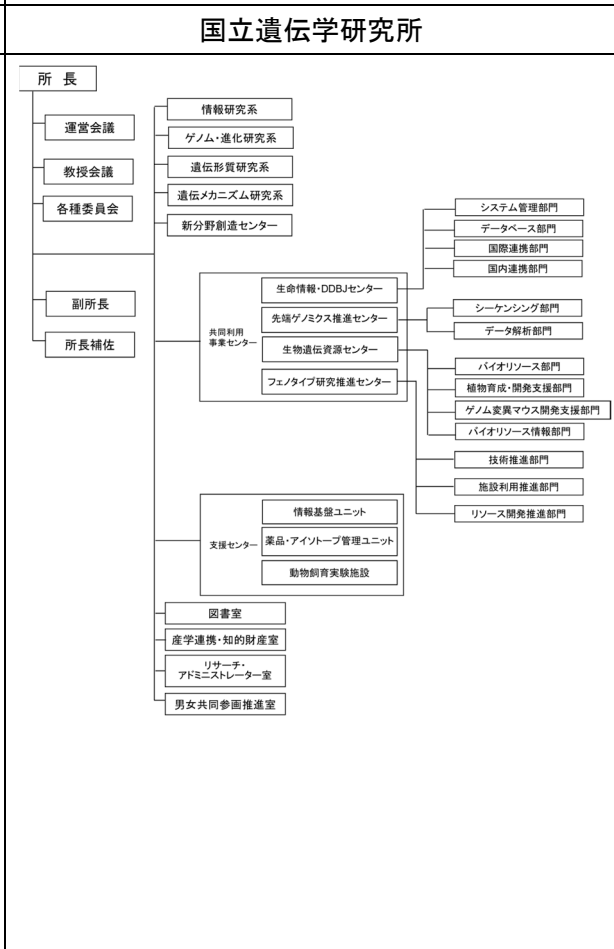 国立遺伝学研究所
所 長
運営会議
教授会議
各種委員会
副所長
所長補佐
情報研究系
ゲノム・進化研究系
遺伝形質研究系
遺伝メカニズム研究系
新分野創造センター
共同利用
事業センター
生命情報・DDBJセンター
先端ゲノミクス推進センター
生物遺伝資源センター
フェノタイプ研究推進センター
システム管理部門
データベース部門
国際連携部門
国内連携部門
シーケンシング部門
データ解析部門
バイオリソース部門
植物育成・開発支援部門
ゲノム変異マウス開発支援部門
バイオリソース情報部門
技術推進部門
施設利用推進部門
リソース開発推進部門
支援センター
情報基盤ユニット
薬品・アイソトープ管理ユニット
動物飼育実験施設
図書室
産学連携・知的財産室
リサーチ・
アドミニストレーター室
男女共同参画推進室